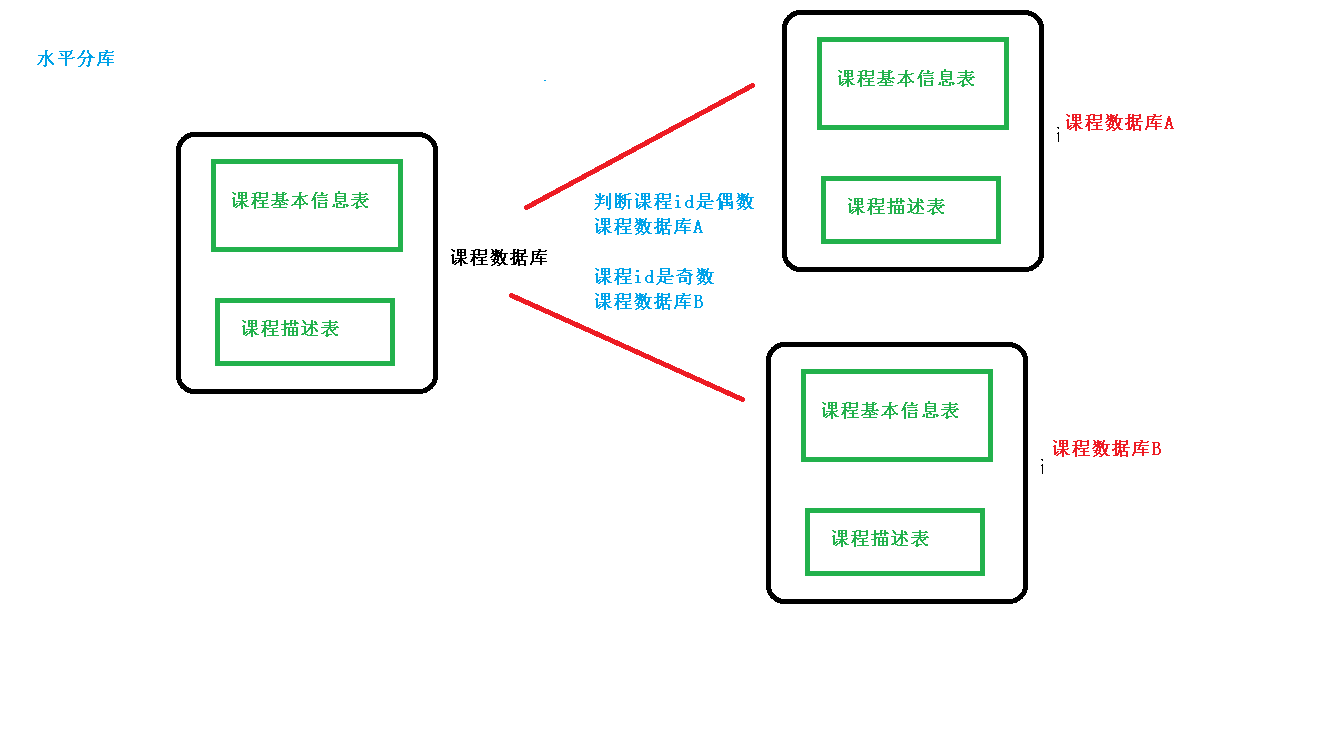 水平分库
课程基本信息表
课程描述表
课程数据库
判断课程id是偶数
课程数据库A
课程id是奇数
课程数据库B
课程基本信息表
课程描述表
i
课程数据库A
课程基本信息表
课程描述表
i
课程数据库B